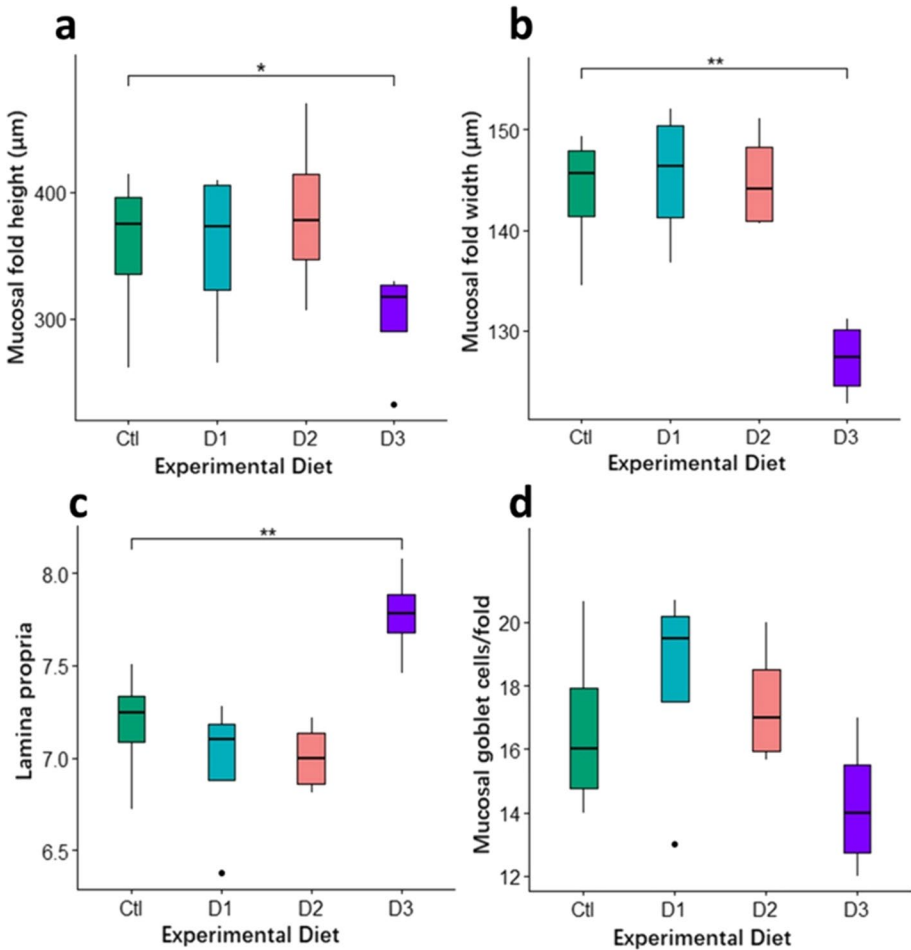 a
*
Mucosal fold height (μm)
400
300
Ctl D1 D2 D3
Experimental Diet
b
**
Mucosal fold width (μm)
150
140
130
Ctl D1 D2 D3
Experimental Diet
c
**
Lamina propria
8.0
7.5
7.0
6.5
Ctl D1 D2 D3
Experimental Diet
d
Mucosal goblet cells/fold
20
18
16
14
12
Ctl D1 D2 D3
Experimental Diet